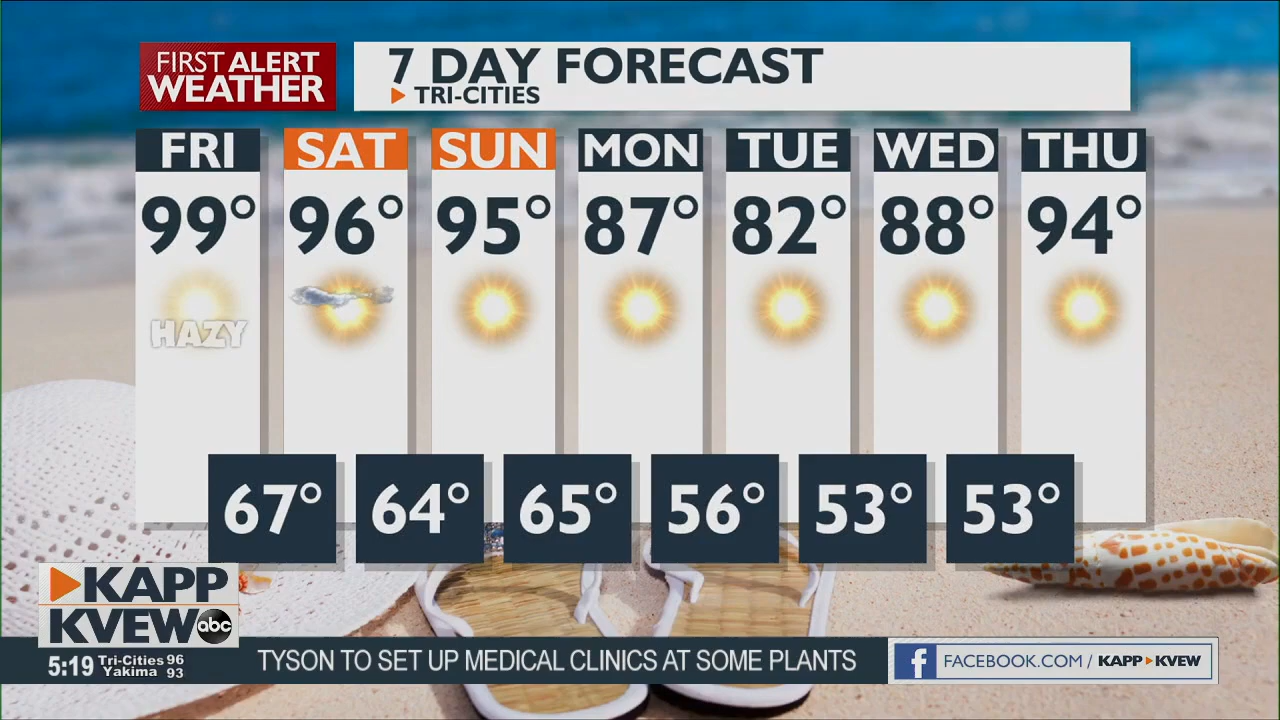 FIRST ALERT
WEATHER
7 DAY FORECAST
TRI-CITIES
FRI SAT SUN MON TUE WED THU
99° 96° 95° 87° 82° 88° 94°
HAZY
67° 64° 65° 56° 53° 53°
KAPP
KVEW abc
5:19 Tri-Cities 96
Yakima 93
TYSON TO SET UP MEDICAL CLINICS AT SOME PLANTS
f FACEBOOK.COM / KAPP KVEW